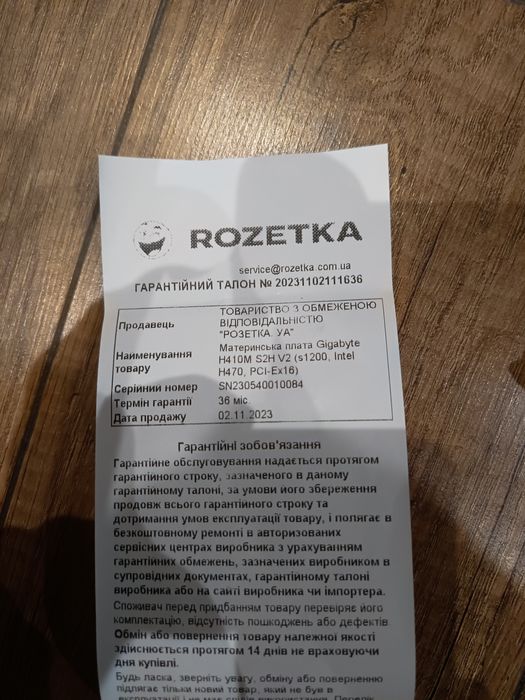 ROZETKA
service@rozetka.com.ua
ГАРАНТІЙНИЙ ТАЛОН № 20231102111636
Продавець ТОВАРИСТВО З ОБМЕЖЕНОЮ ВІДПОВІДАЛЬНІСТЮ "РОЗЕТКА. УА"
Наименування товару Материнська плата Gigabyte H410M S2H V2 (s1200, Intel H470, PCI-Ex16)
Серійний номер SN230540010084
Термін гарантії 36 міс.
Дата продажу 02.11.2023
Гарантійні зобов'язання
Гарантійне обслуговування надається протягом
гарантійного строку, зазначеного в даному
гарантійному талоні, за умови його збереження
продовж всього гарантійного строку та
дотримання умов експлуатації товару, і полягає в
безкоштовному ремонті в авторизованих
сервісних центрах виробника з урахуванням
гарантійних обмежень, зазначених виробником в
супровідних документах, гарантійному талоні
виробника або на сайті виробника чи імпортера.
Споживач перед придбанням товару перевіряє його
комплектацію, відсутність пошкоджень або дефектів
Обмін або повернення товару належної якості
здійснюється протягом 14 днів не враховуючи
дня купівлі.
Будь ласка, зверніть увагу, обміну або поверненню
підлягає тільки новий товар, який не був в